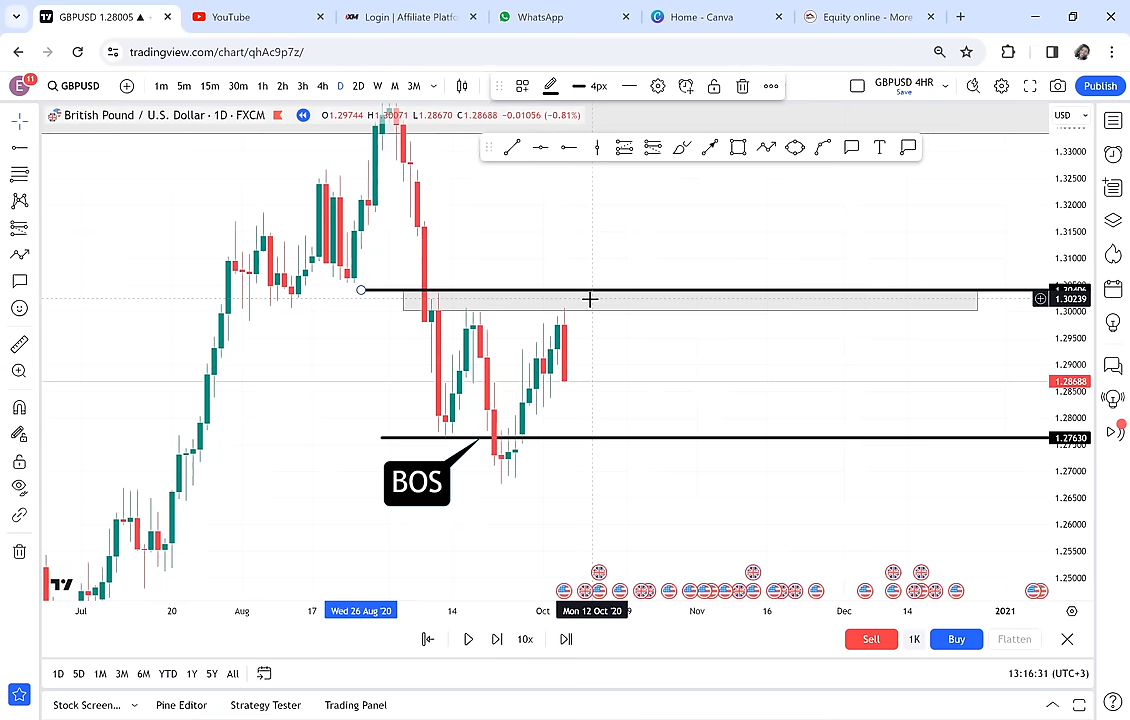 GBPUSD 1.28005 ▲
YouTube
Login | Affiliate Platfo
WhatsApp
Home - Canva
Equity online - More
tradingview.com/chart/qhAc9p7z/
E 11 GBPUSD 1m 5m 15m 30m 1h 2h 3h 4h D 2D W M 3M
4px
GBPUSD 4HR
Save
Publish
British Pound / U.S. Dollar · 1D · FXCM O1.29744 H1.30071 L1.28670 C1.28688 −0.01056 (−0.81%)
USD
1.33000
1.32500
1.32000
1.31500
1.31000
1.30239
1.30000
1.29500
1.29000
1.28688
1.28500
1.28000
1.27630
1.27000
1.26500
1.26000
1.25500
1.25000
BOS
Jul 20 Aug 17 Wed 26 Aug '20 14 Oct Mon 12 Oct '20 9 Nov 16 Dec 14 2021
10x
Sell 1K Buy Flatten
1D 5D 1M 3M 6M YTD 1Y 5Y All
13:16:31 (UTC+3)
Stock Screen... Pine Editor Strategy Tester Trading Panel